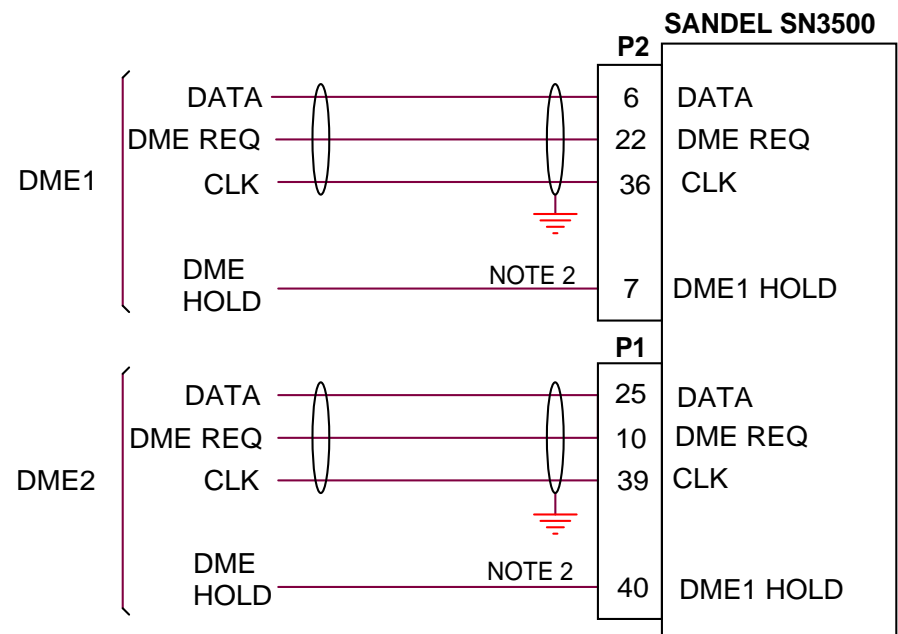 SANDEL SN3500
P2
DATA 6 DATA
DME REQ 22 DME REQ
DME1 CLK 36 CLK
DME HOLD NOTE 2 7 DME1 HOLD
P1
DATA 25 DATA
DME REQ 10 DME REQ
DME2 CLK 39 CLK
DME HOLD NOTE 2 40 DME1 HOLD